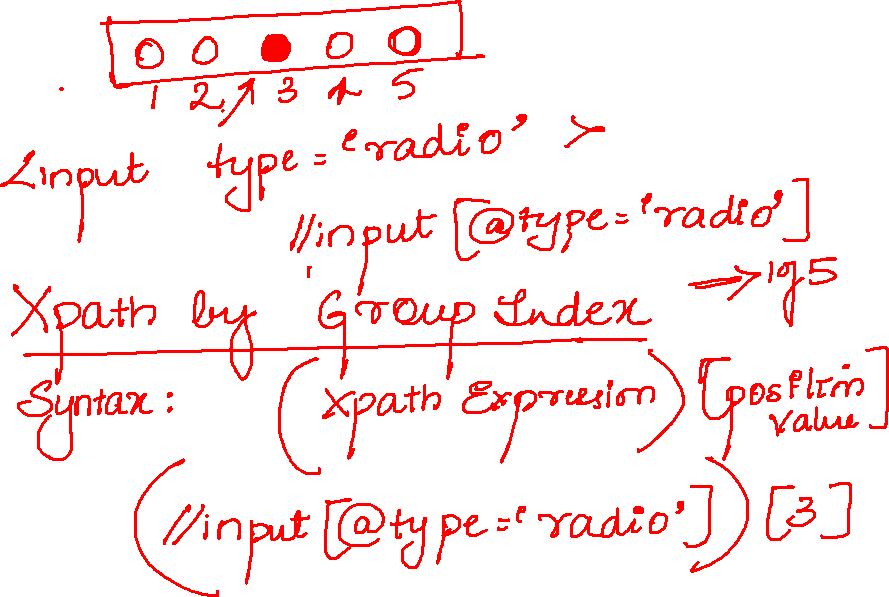 1 2 3 4 5
<input type='radio' >
//input[@type='radio']
→ 1 of 5
Xpath by Group Index
Syntax: (Xpath Expression) [position value]
(//input[@type='radio'])[3]